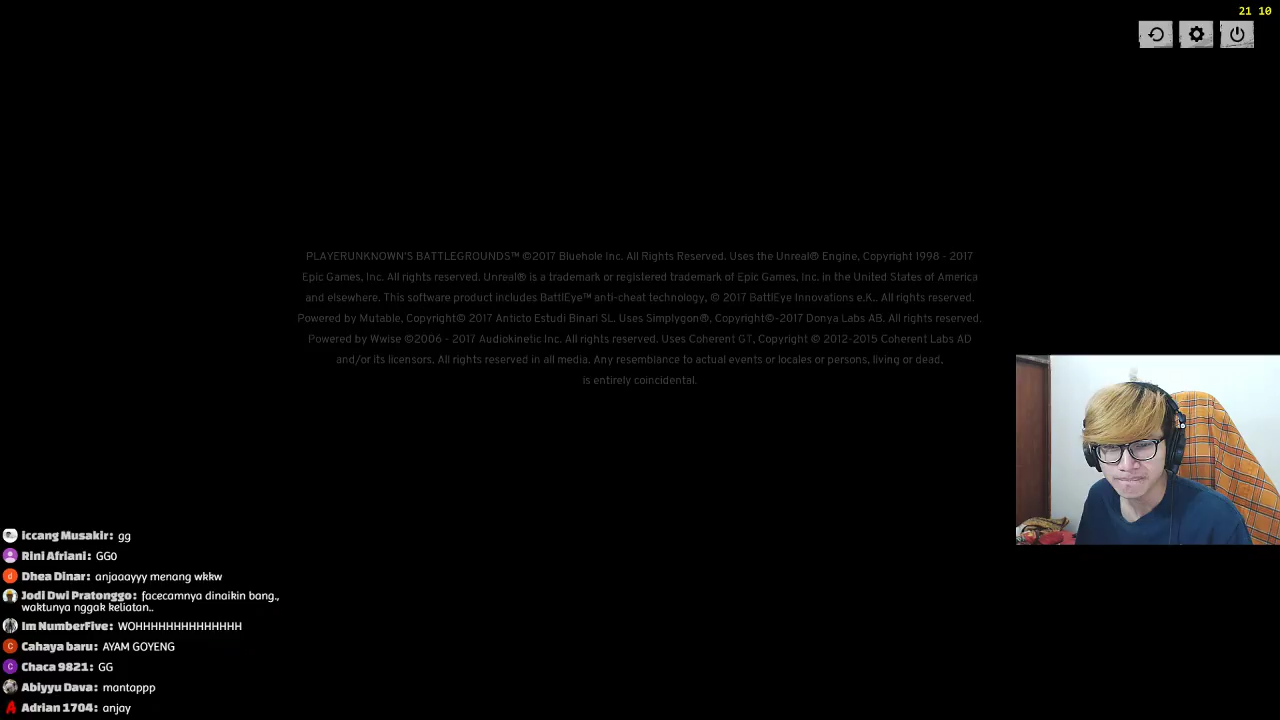 21 10
PLAYERUNKNOWN'S BATTLEGROUNDS™ ©2017 Bluehole Inc. All Rights Reserved. Uses the Unreal® Engine, Copyright 1998 - 2017
Epic Games, Inc. All rights reserved. Unreal® is a trademark or registered trademark of Epic Games, Inc. in the United States of America
and elsewhere. This software product includes BattlEye™ anti-cheat technology, © 2017 BattlEye Innovations e.K.. All rights reserved.
Powered by Mutable, Copyright© 2017 Anticto Estudi Binari SL. Uses Simplygon®, Copyright©-2017 Donya Labs AB. All rights reserved.
Powered by Wwise ©2006 - 2017 Audiokinetic Inc. All rights reserved. Uses Coherent GT, Copyright © 2012-2015 Coherent Labs AD
and/or its licensors. All rights reserved in all media. Any resemblance to actual events or locales or persons, living or dead,
is entirely coincidental.
iccang Musakir: gg
Rini Afriani: GGO
Dhea Dinar: anjaaayyy menang wkkw
Jodi Dwi Pratonggo: facecamnya dinaikin bang.,
waktunya nggak keliatan..
Im NumberFive: WOHHHHHHHHHHHHHH
Cahaya baru: AYAM GOYENG
Chaca 9821: GG
Abiyyu Dava: mantappp
Adrian 1704: anjay